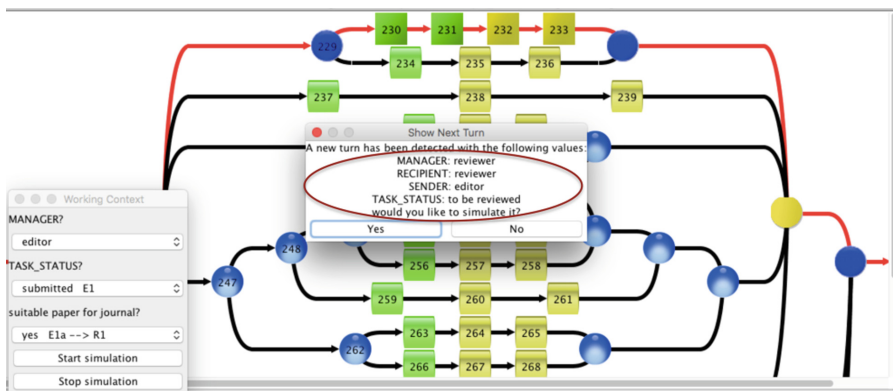 230 231 232 233
229
234 235 236
237 238 239
Show Next Turn
A new turn has been detected with the following values:
MANAGER: reviewer
RECIPIENT: reviewer
SENDER: editor
TASK_STATUS: to be reviewed
would you like to simulate it?
Yes No
Working Context
MANAGER?
editor
TASK_STATUS?
submitted E1
suitable paper for journal?
yes E1a --> R1
Start simulation
Stop simulation
247
248
256 257 258
259 260 261
262
263 264 265
266 267 268